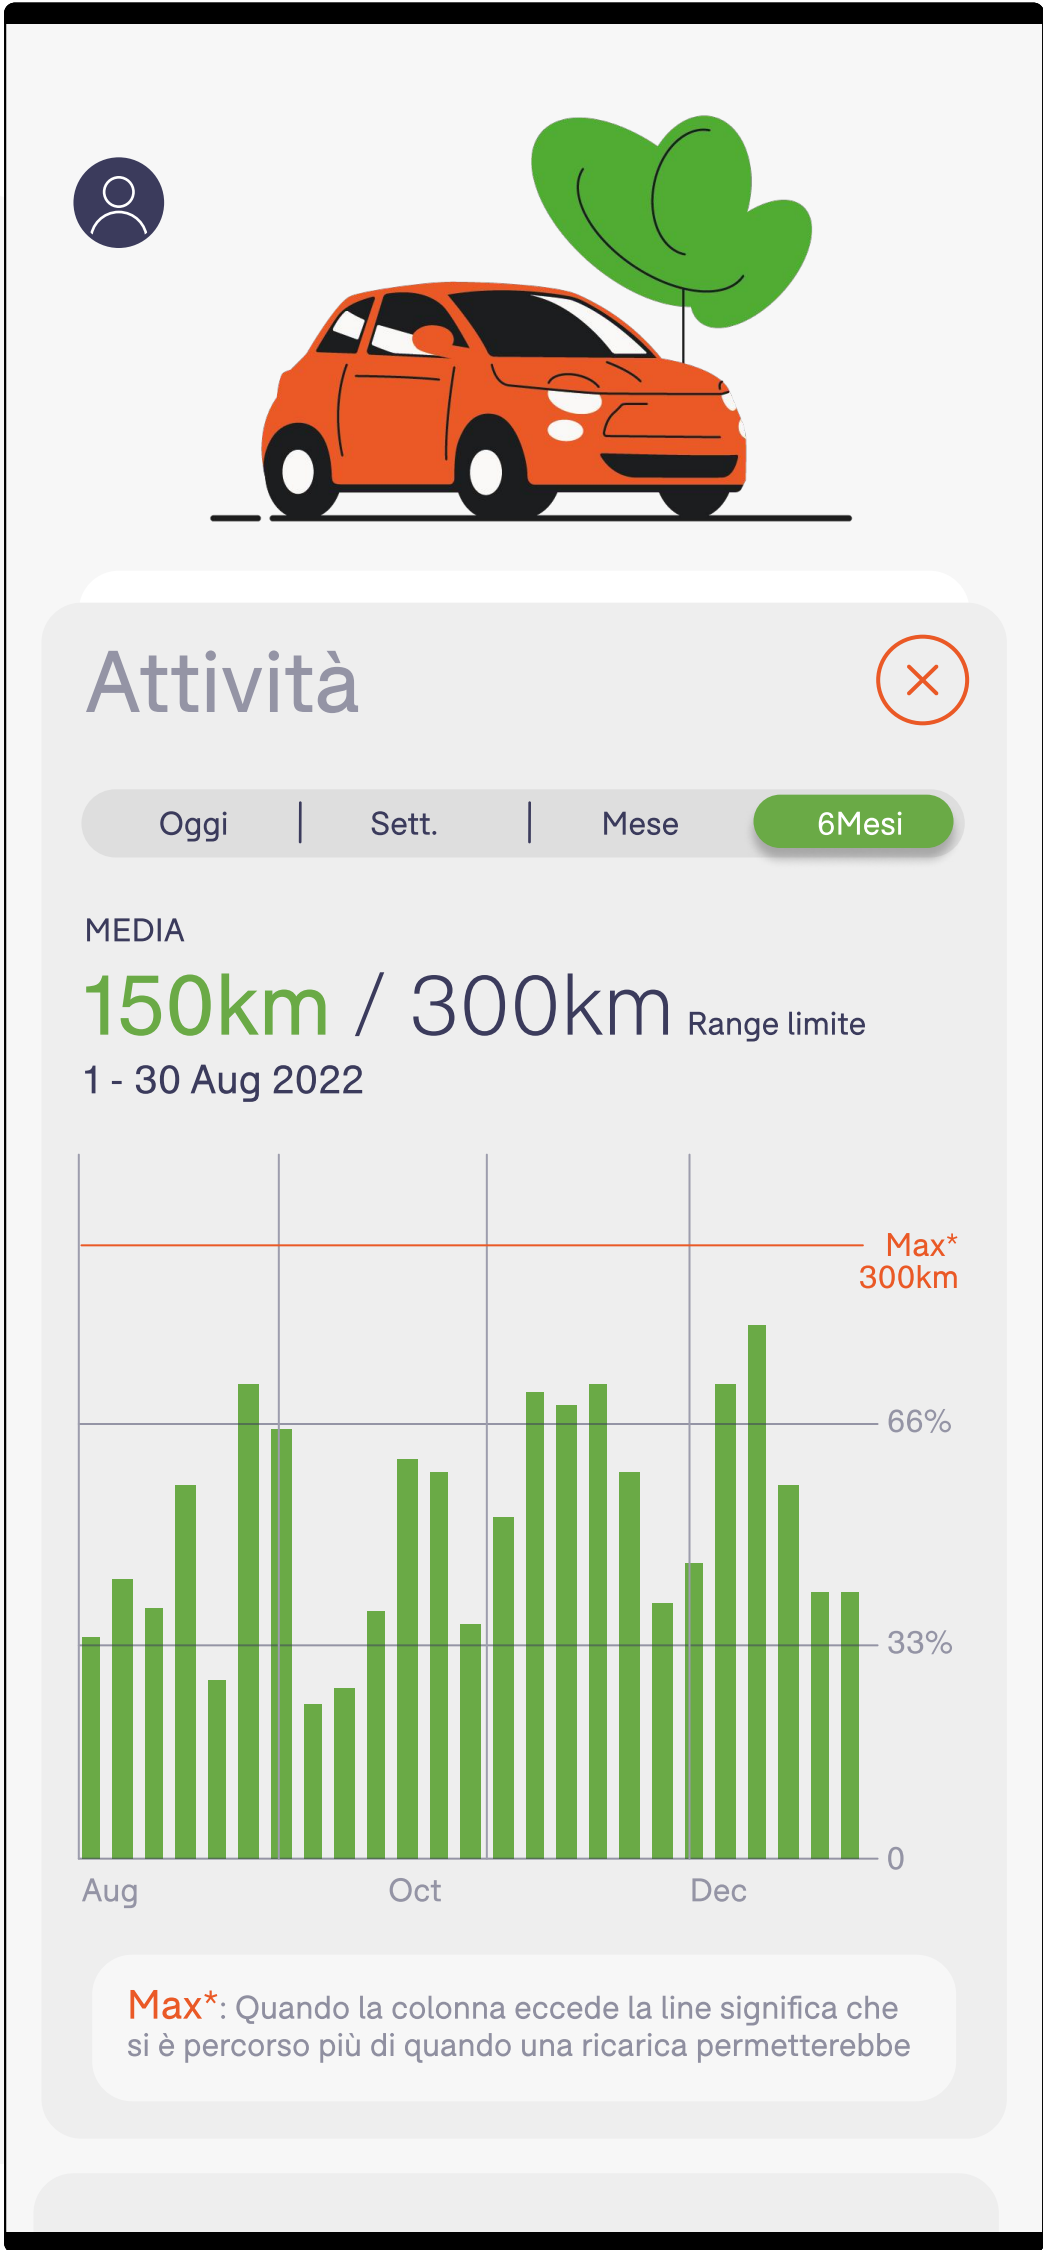 Attività
Oggi | Sett. | Mese 6Mesi
MEDIA
150km / 300km Range limite
1 - 30 Aug 2022
Max*
300km
66%
33%
0
Aug Oct Dec
Max*: Quando la colonna eccede la line significa che
si è percorso più di quando una ricarica permetterebbe